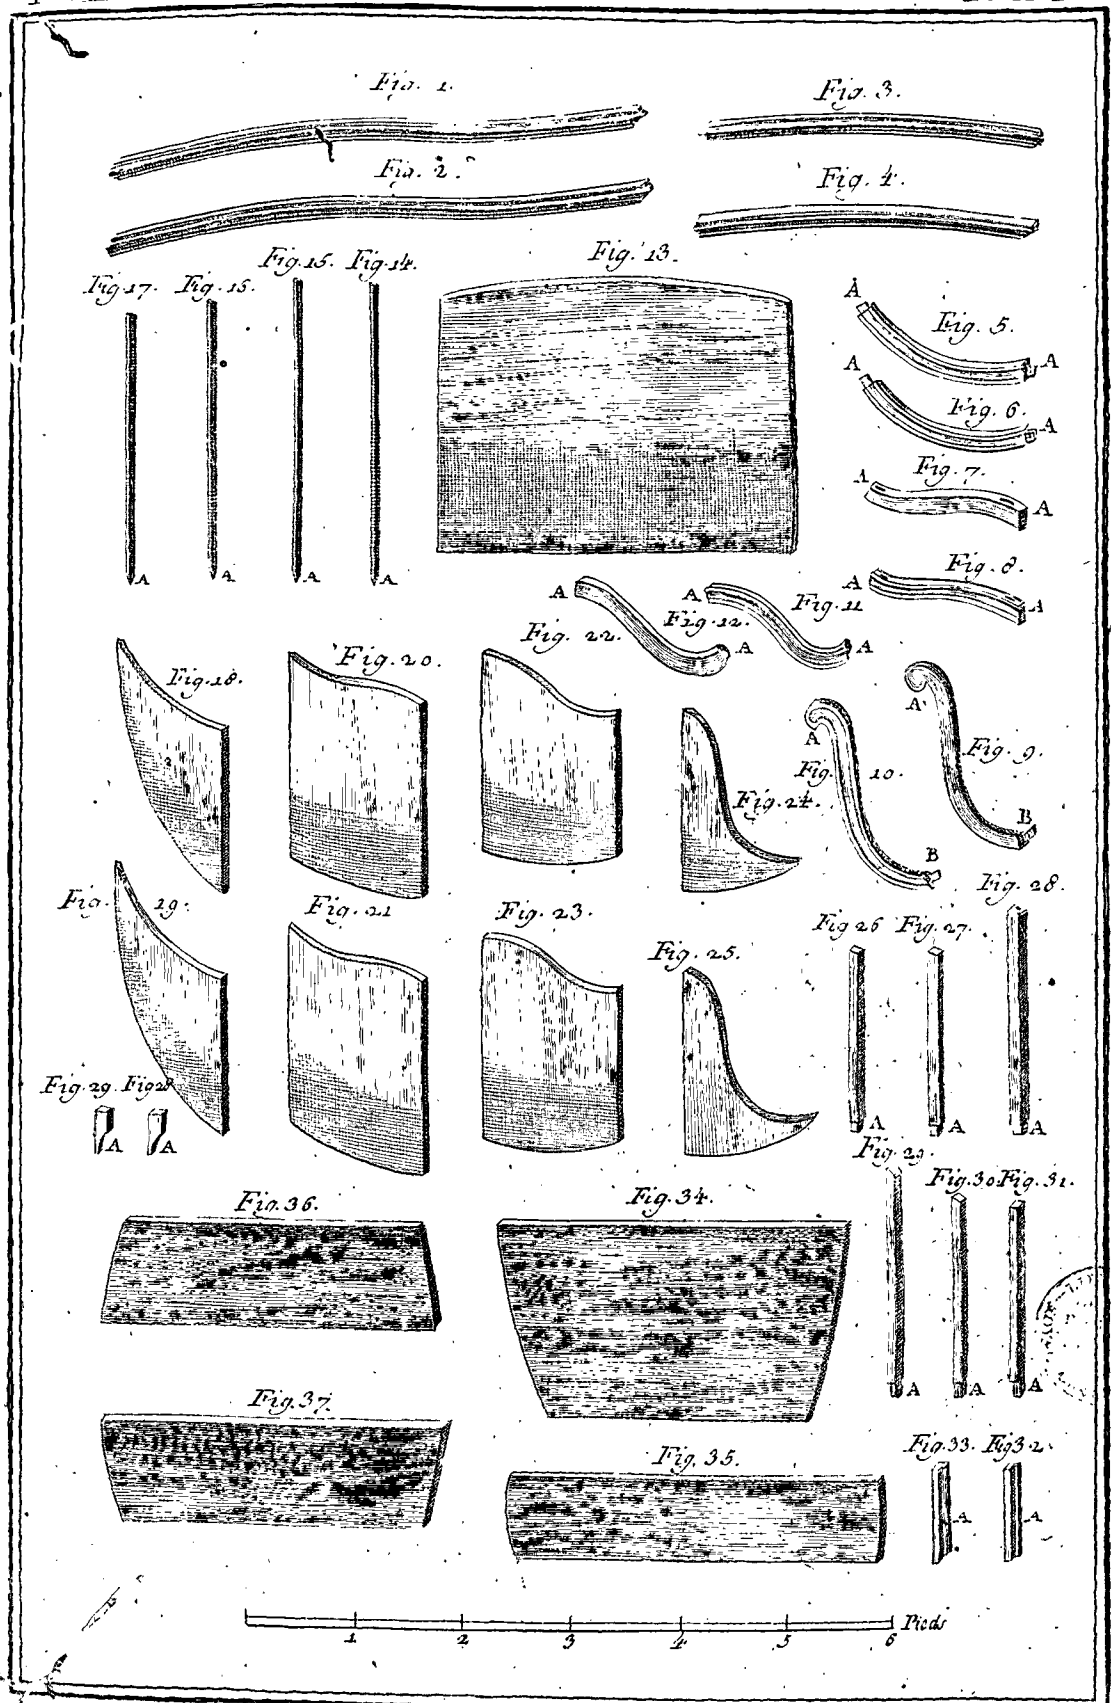 Fig. 1.
Fig. 3.
Fig. 2.
Fig. 4.
Fig. 17.
Fig. 15.
Fig. 15.
Fig. 14.
Fig. 13.
A
Fig. 5.
A
A
Fig. 6.
A
Fig. 7.
A
A
Fig. 8.
A
A
A
A
A
A
A
Fig. 12.
A
A
Fig. 11
A
Fig. 22.
Fig. 18.
Fig. 20.
A
Fig. 9.
B
A
Fig. 10.
B
Fig. 24.
Fig. 19.
Fig. 21
Fig. 23.
Fig. 25.
Fig 26
Fig. 27.
Fig. 28.
A
A
A
Fig. 29.
Fig 28
A
A
Fig. 29.
Fig. 30.
Fig. 31.
A
A
A
Fig. 36.
Fig. 34.
Fig. 37.
Fig. 35.
Fig. 33.
Fig 32.
A
A
1 2 3 4 5 6 Pieds